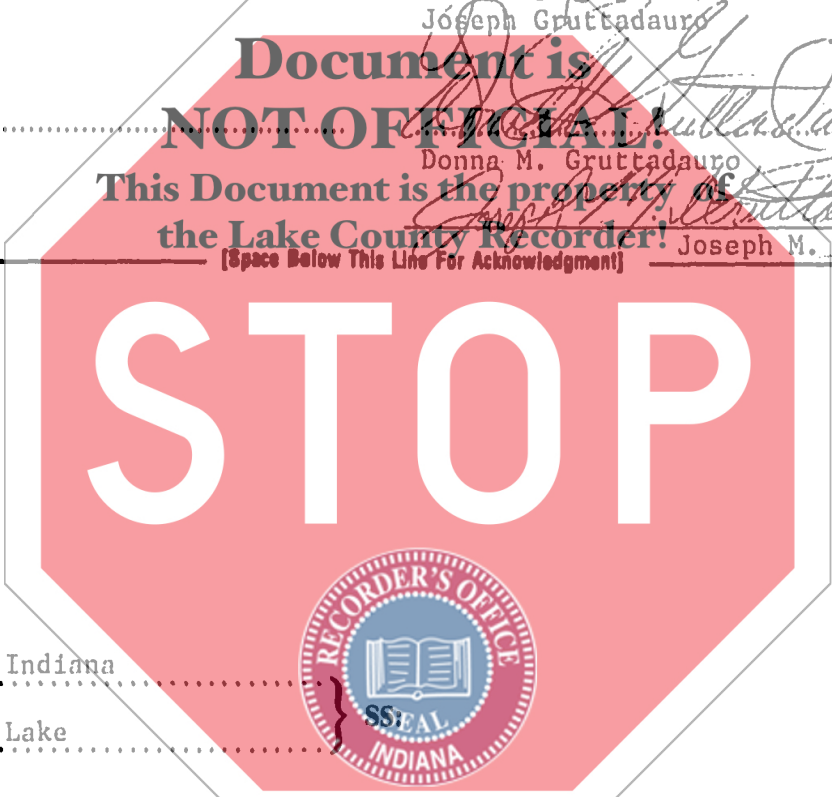 Joseph Gruttadauro
Document is
NOT OFFICIAL!
Donna M. Gruttadauro
This Document is the property of
the Lake County Recorder!
Joseph M.
[Space Below This Line For Acknowledgment]
STOP
RECORDER'S OFFICE
SEAL
INDIANA
Indiana
SS:
Lake